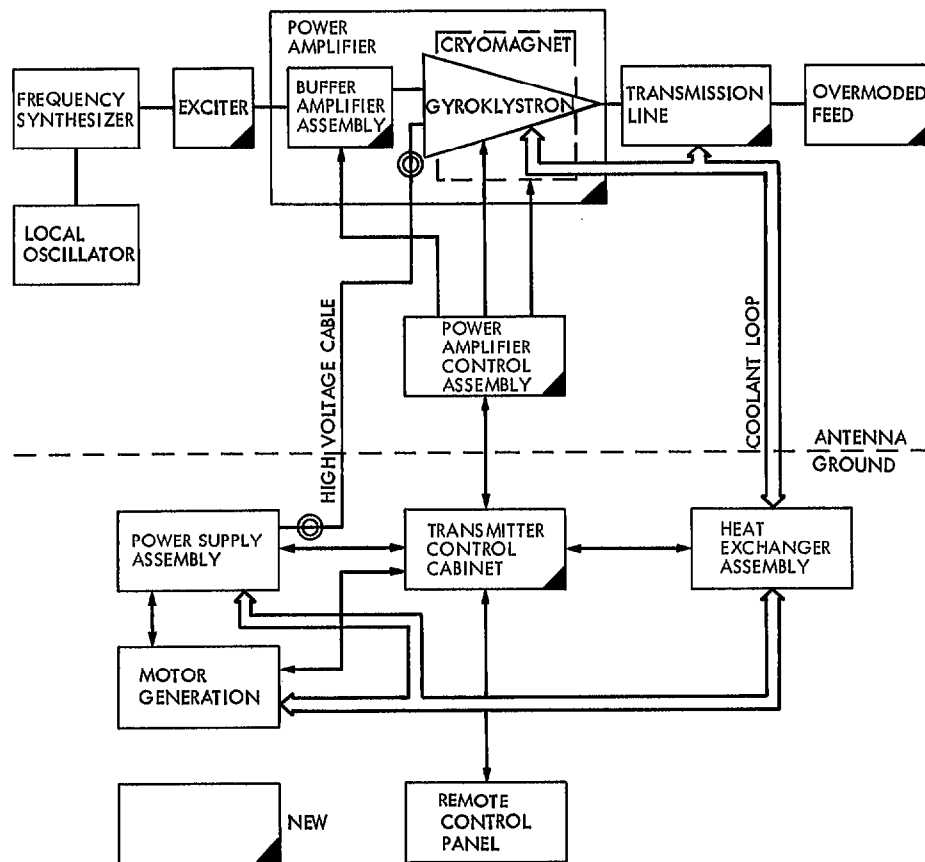 POWER
AMPLIFIER
CRYOMAGNET
FREQUENCY
SYNTHESIZER
EXCITER
BUFFER
AMPLIFIER
ASSEMBLY
GYROKLYSTRON
TRANSMISSION
LINE
OVERMODED
FEED
LOCAL
OSCILLATOR
HIGH VOLTAGE CABLE
POWER
AMPLIFIER
CONTROL
ASSEMBLY
COOLANT LOOP
ANTENNA
GROUND
POWER SUPPLY
ASSEMBLY
TRANSMITTER
CONTROL
CABINET
HEAT
EXCHANGER
ASSEMBLY
MOTOR
GENERATION
NEW
REMOTE
CONTROL
PANEL